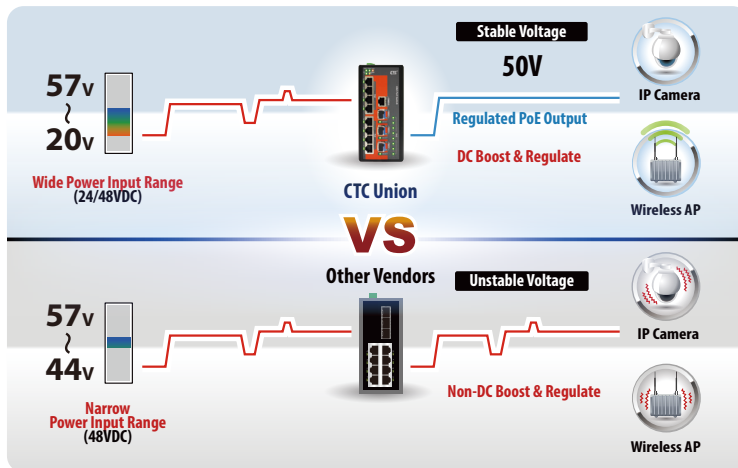 57v
~
20v
Wide Power Input Range
(24/48VDC)
CTC Union
Stable Voltage
50V
Regulated PoE Output
DC Boost & Regulate
IP Camera
Wireless AP
VS
Other Vendors
57v
~
44v
Narrow
Power Input Range
(48VDC)
Unstable Voltage
Non-DC Boost & Regulate
IP Camera
Wireless AP